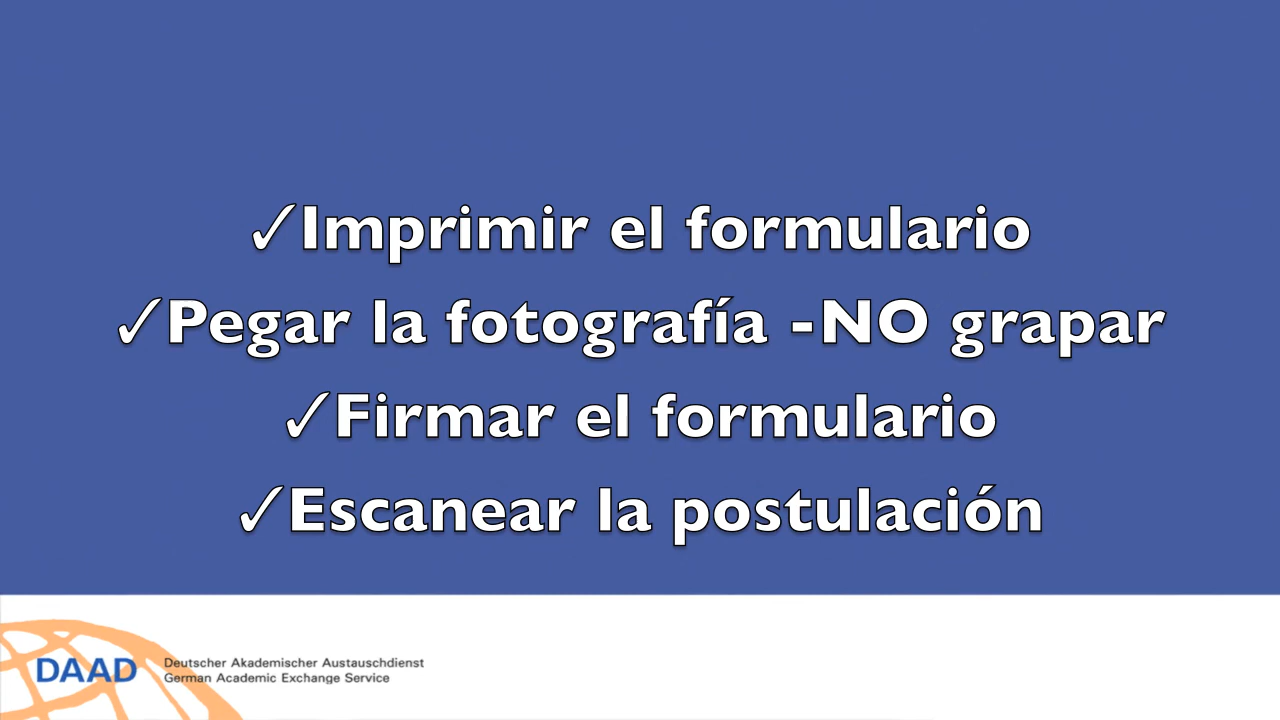 ✓Imprimir el formulario
✓Pegar la fotografía -NO grapar
✓Firmar el formulario
✓Escanear la postulación
DAAD
Deutscher Akademischer Austauschdienst
German Academic Exchange Service